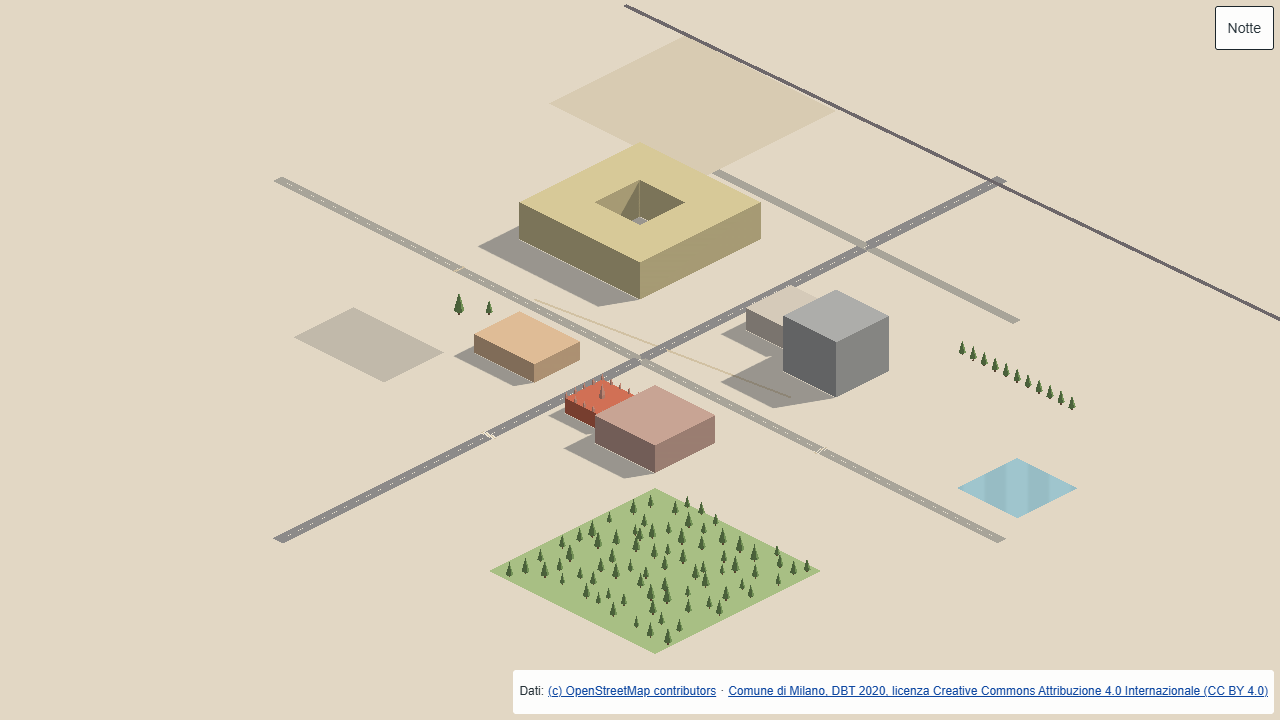 Notte
Dati: (c) OpenStreetMap contributors · Comune di Milano, DBT 2020, licenza Creative Commons Attribuzione 4.0 Internazionale (CC BY 4.0)